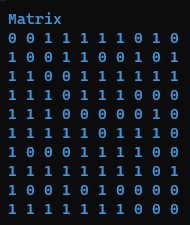 Matrix
0 0 1 1 1 1 1 0 1 0
1 0 0 1 1 0 0 1 0 1
1 1 0 0 1 1 1 1 1 1
1 1 1 0 1 1 1 0 0 0
1 1 1 0 0 0 0 0 1 0
1 1 1 1 1 0 1 1 1 0
1 0 0 0 1 1 1 1 0 0
1 1 1 1 1 1 1 1 0 1
1 0 0 1 0 1 0 0 0 0
1 1 1 1 1 1 1 0 0 0